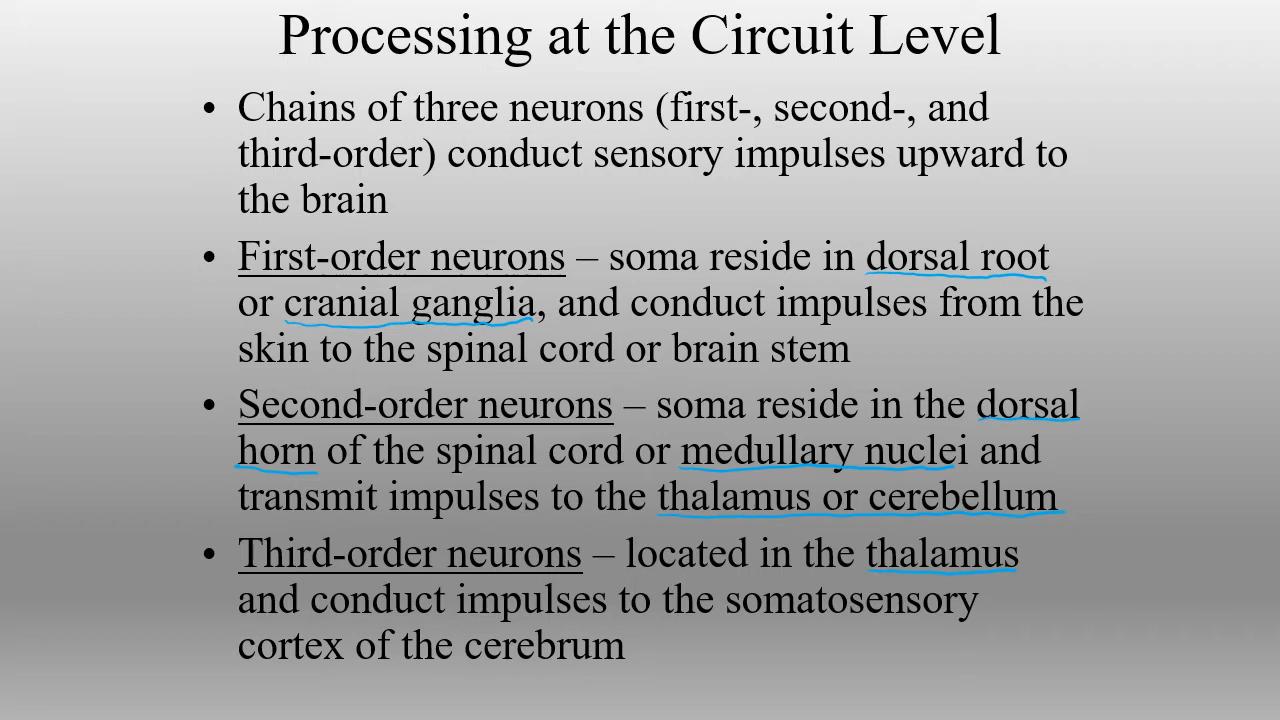 Processing at the Circuit Level
• Chains of three neurons (first-, second-, and
third-order) conduct sensory impulses upward to
the brain
• First-order neurons – soma reside in dorsal root
or cranial ganglia, and conduct impulses from the
skin to the spinal cord or brain stem
• Second-order neurons – soma reside in the dorsal
horn of the spinal cord or medullary nuclei and
transmit impulses to the thalamus or cerebellum
• Third-order neurons – located in the thalamus
and conduct impulses to the somatosensory
cortex of the cerebrum